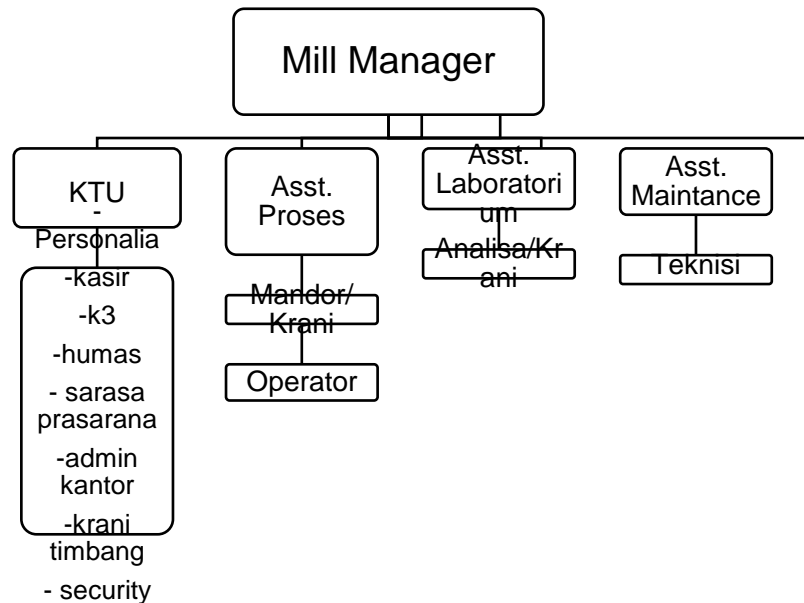 Mill Manager
KTU
-
Personalia
-kasir
-k3
-humas
- sarasa
prasarana
-admin
kantor
-krani
timbang
- security
Asst.
Proses
Mandor/
Krani
Operator
Asst.
Laboratori
um
Analisa/Kr
ani
Asst.
Maintance
Teknisi